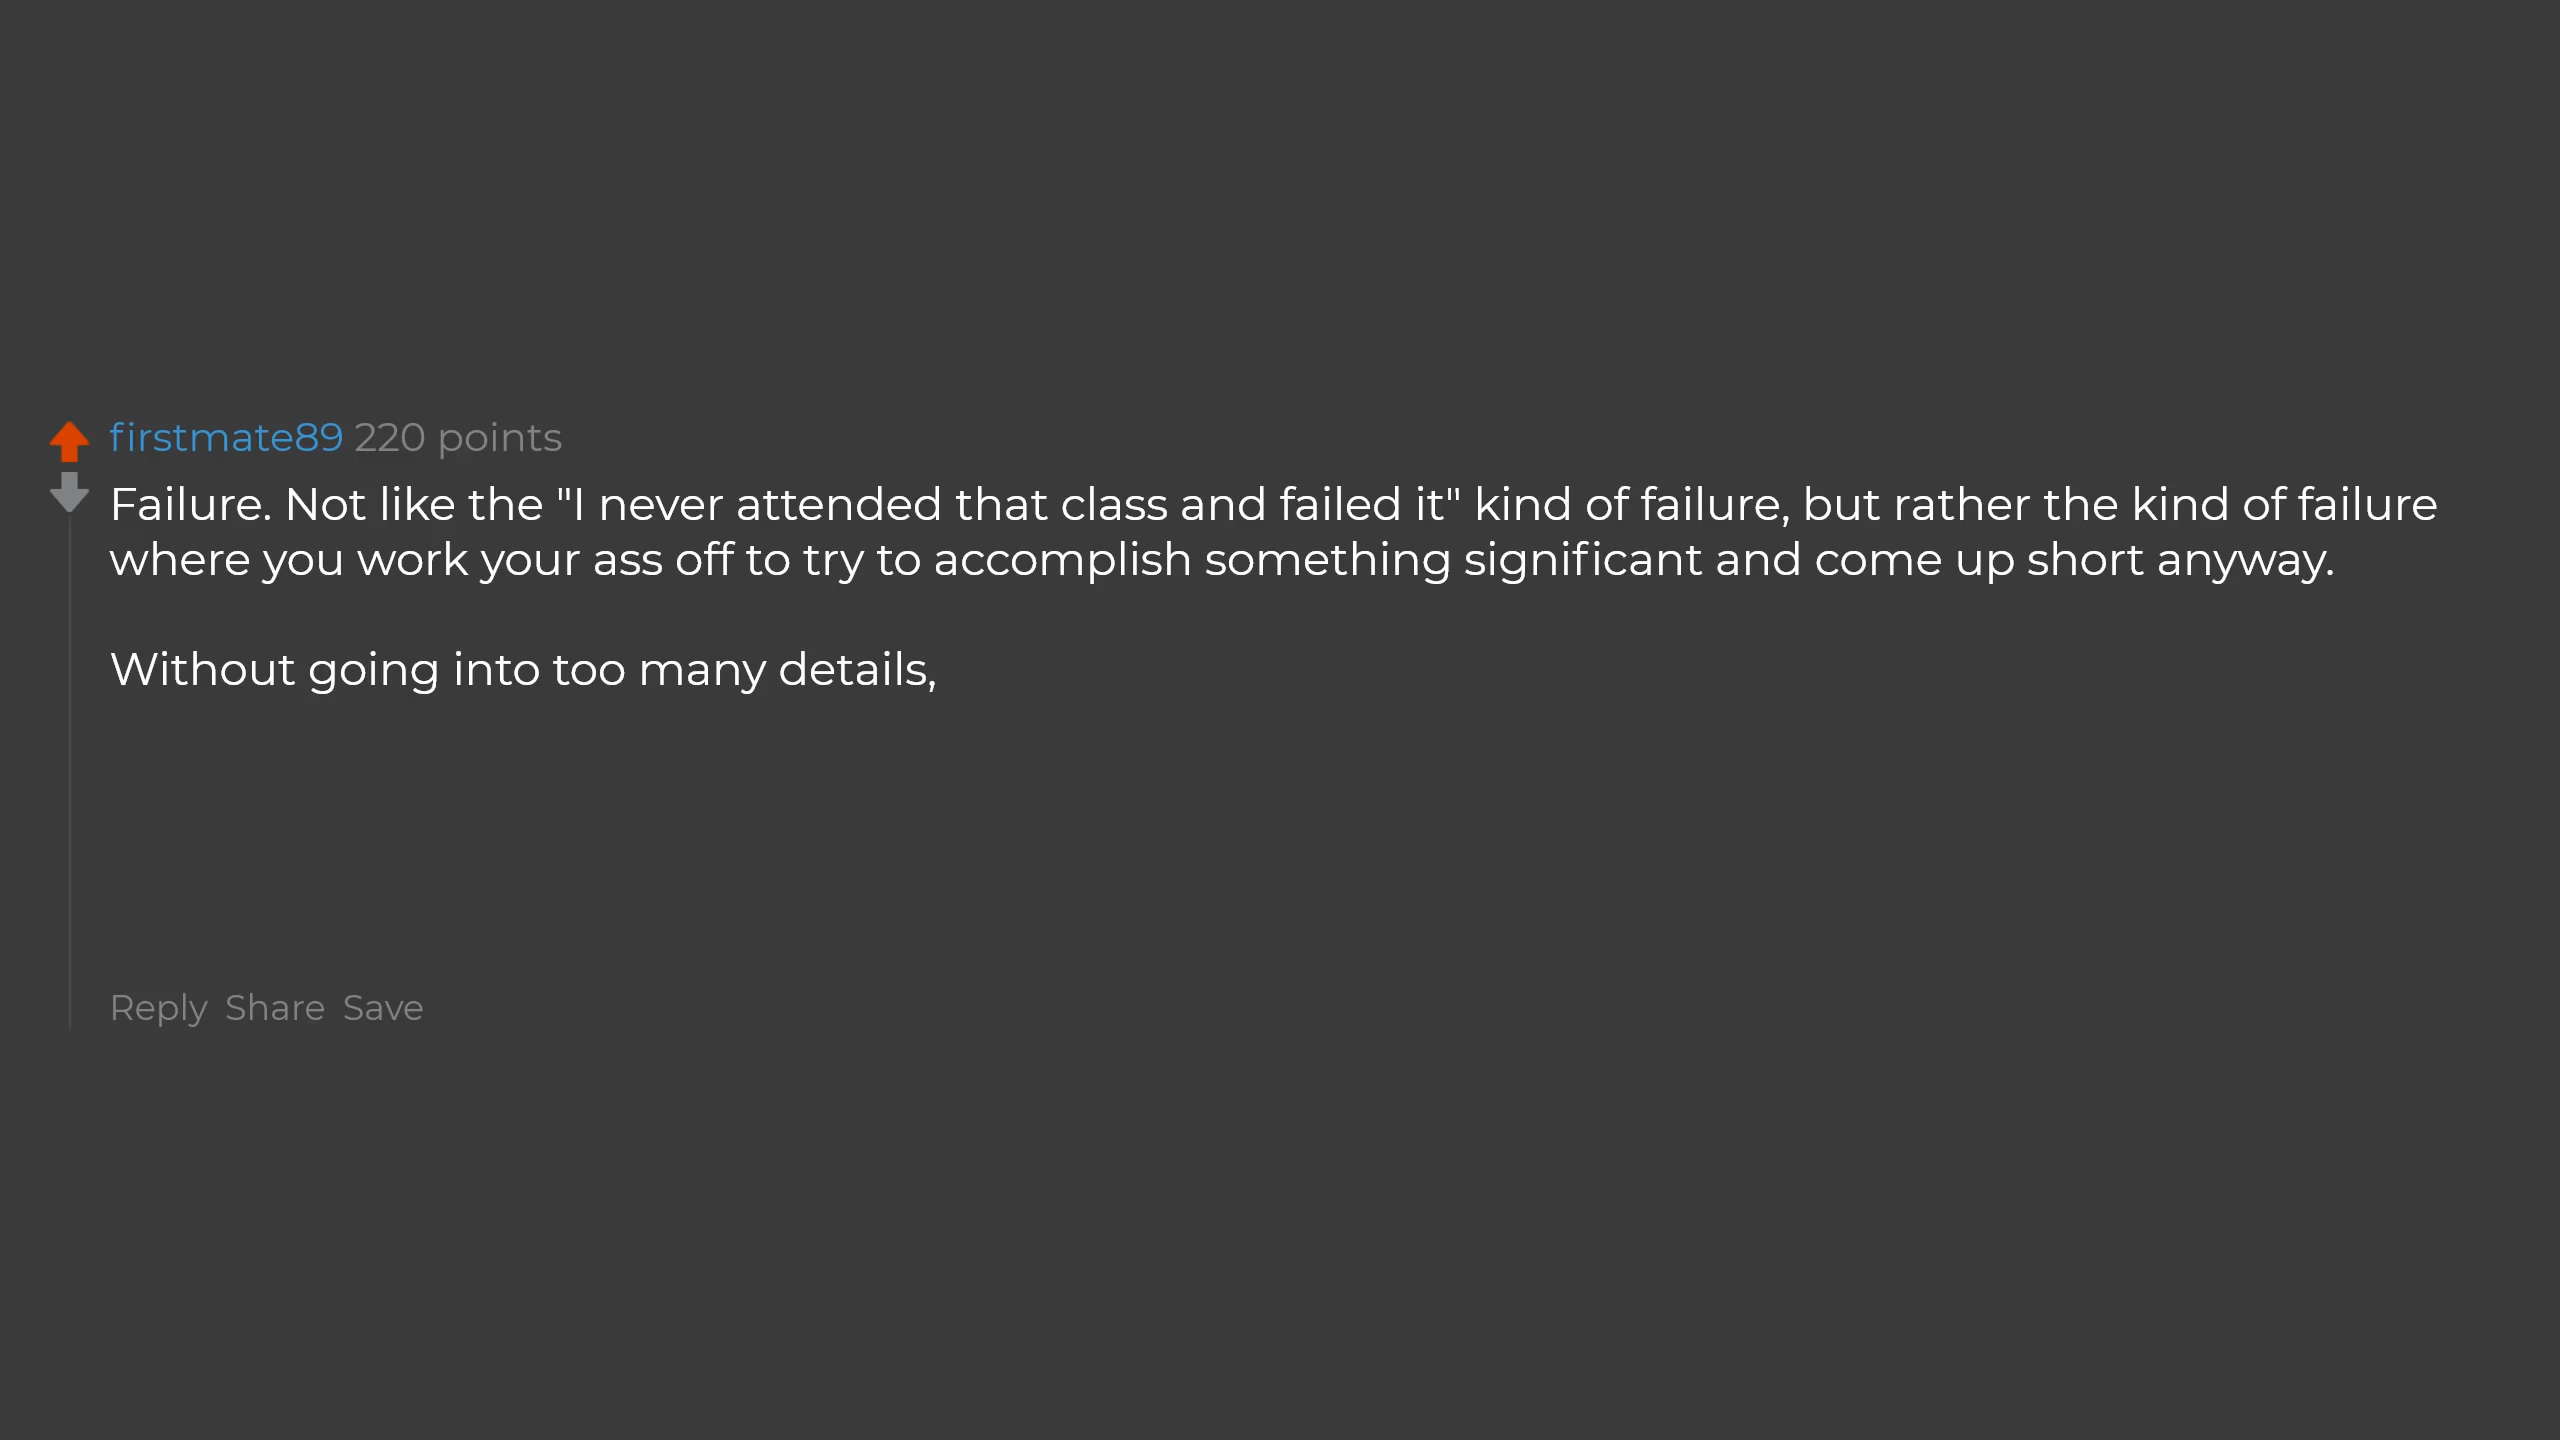 firstmate89 220 points
Failure. Not like the "I never attended that class and failed it" kind of failure, but rather the kind of failure
where you work your ass off to try to accomplish something significant and come up short anyway.
Without going into too many details,
Reply Share Save